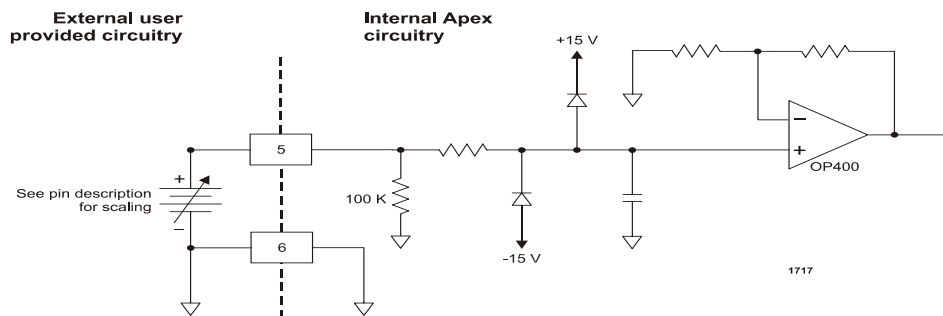 External user
provided circuitry
Internal Apex
circuitry
+15 V
5
−
+
OP400
+
See pin description
for scaling
−
100 K
6
-15 V
1717